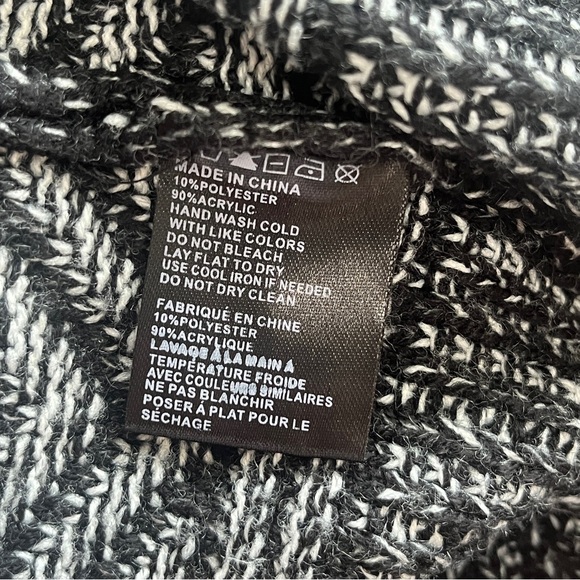 MADE IN CHINA
10%POLYESTER
90%ACRYLIC
HAND WASH COLD
WITH LIKE COLORS
DO NOT BLEACH
LAY FLAT TO DRY
USE COOL IRON IF NEEDED
DO NOT DRY CLEAN
FABRIQUÉ EN CHINE
10%POLYESTER
90%ACRYLIQUE
LAVAGE À LA MAIN À
TEMPÉRATURE FROIDE
AVEC COULEURS SIMILAIRES
NE PAS BLANCHIR
POSER À PLAT POUR LE
SÉCHAGE